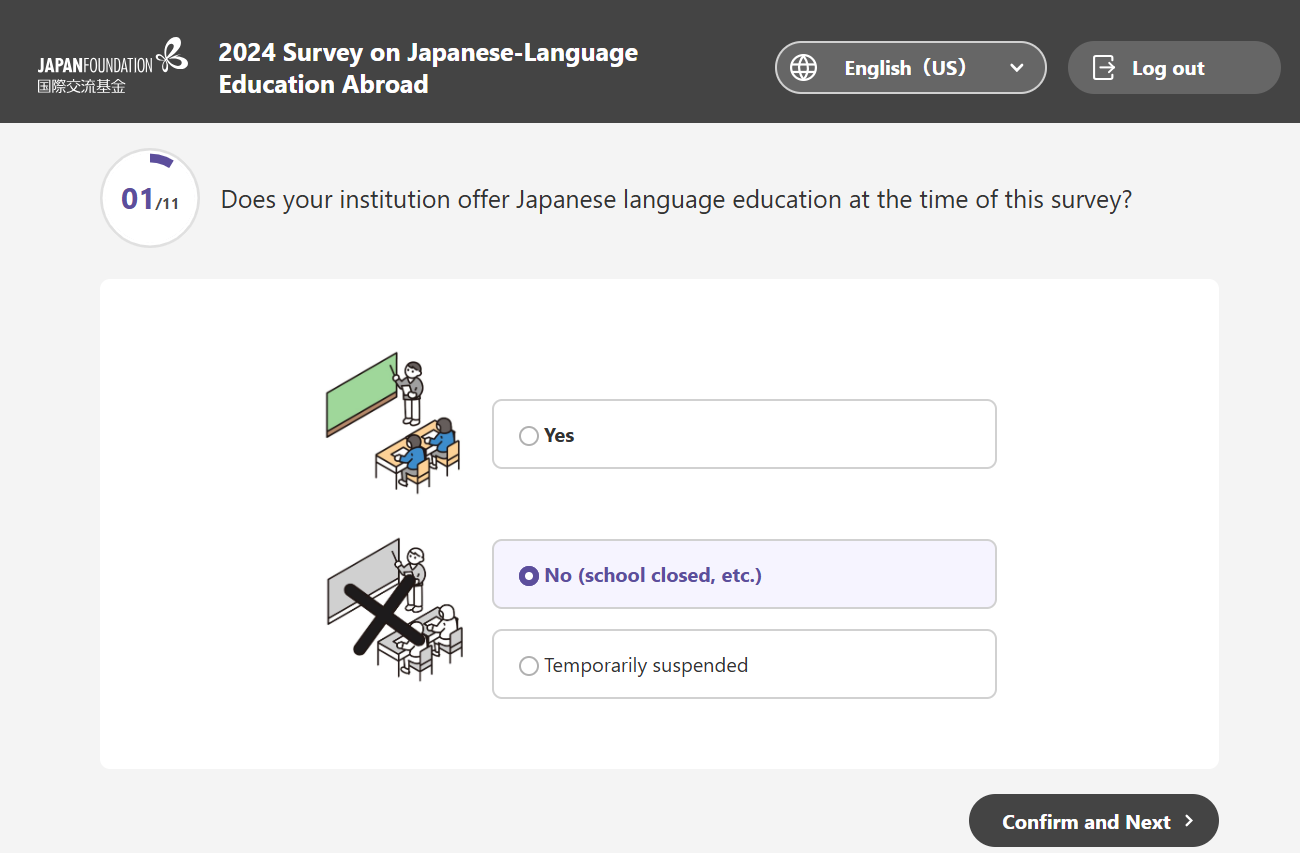 JAPANFOUNDATION
国際交流基金
2024 Survey on Japanese-Language
Education Abroad
English（US）
Log out
01/11
Does your institution offer Japanese language education at the time of this survey?
Yes
No (school closed, etc.)
Temporarily suspended
Confirm and Next